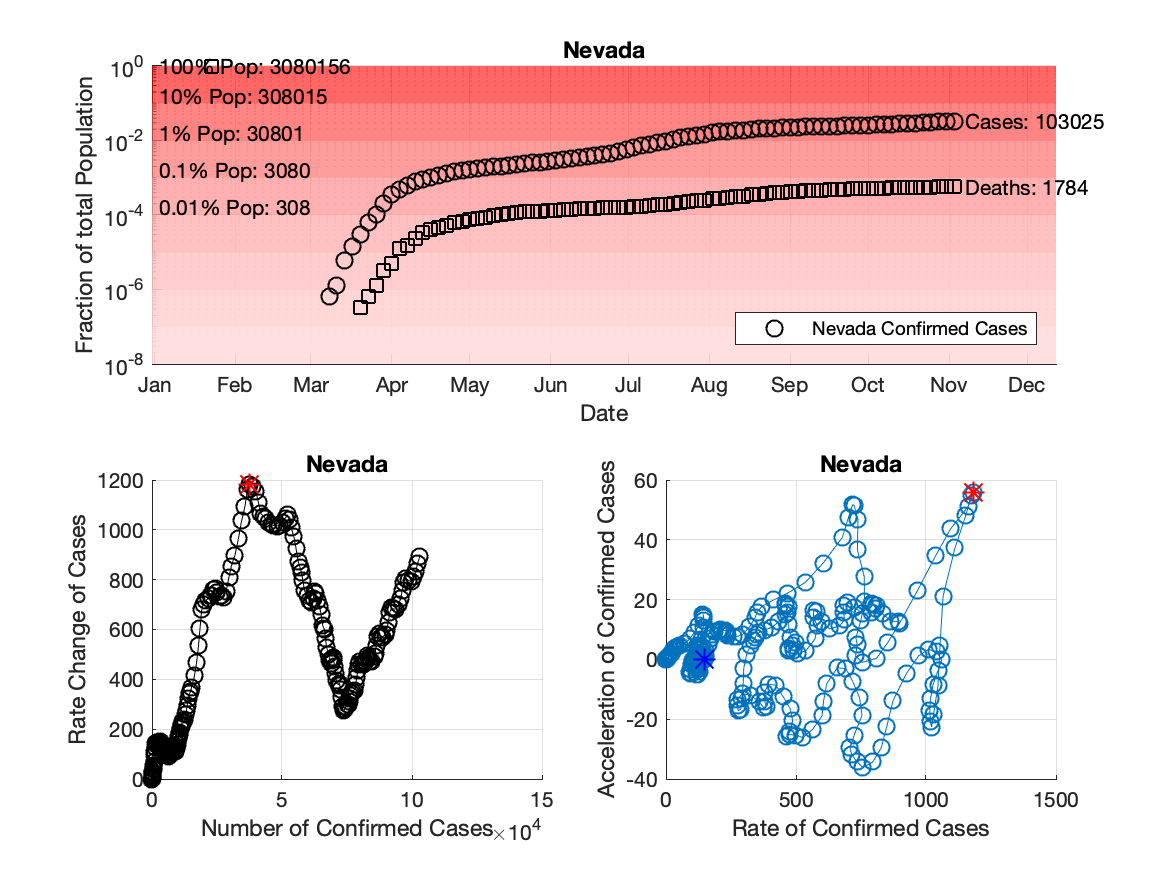 Nevada
10^0
10^-2
10^-4
10^-6
10^-8
Fraction of total Population
100% Pop: 3080156
10% Pop: 308015
1% Pop: 30801
0.1% Pop: 3080
0.01% Pop: 308
Cases: 103025
Deaths: 1784
Nevada Confirmed Cases
Jan Feb Mar Apr May Jun Jul Aug Sep Oct Nov Dec
Date
Nevada
1200
1000
800
600
400
200
0
Rate Change of Cases
0 5 10 15
Number of Confirmed Cases ×10^4
Nevada
60
40
20
0
-20
-40
Acceleration of Confirmed Cases
0 500 1000 1500
Rate of Confirmed Cases